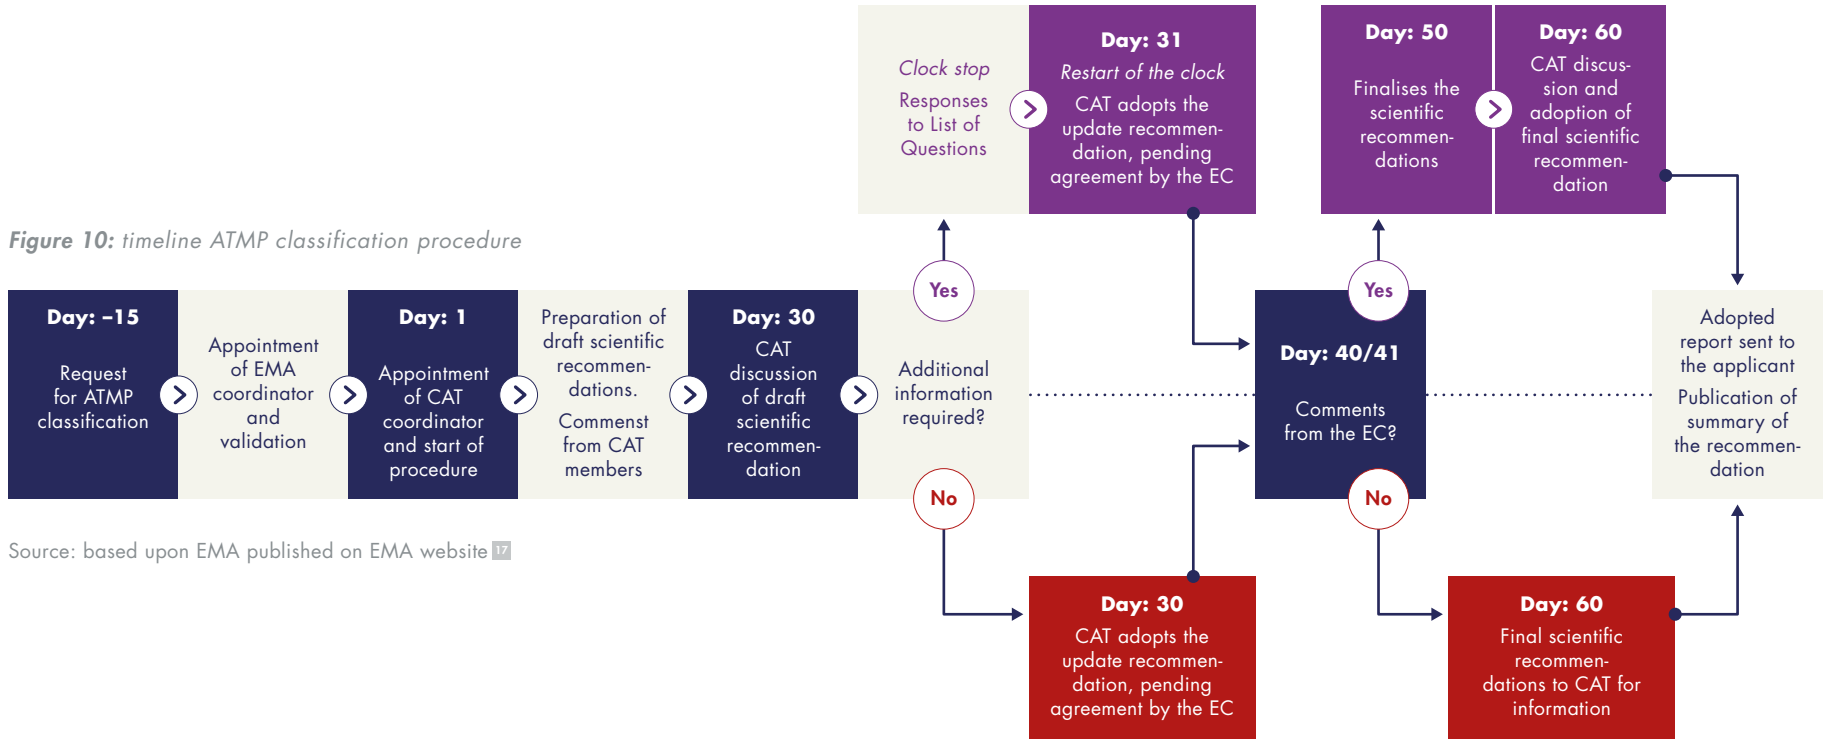 Clock stop
Responses
to List of
Questions
Day: 31
Restart of the clock
CAT adopts the
update recommen-
dation, pending
agreement by the EC
Day: 50
Finalises the
scientific
recommen-
dations
Day: 60
CAT discus-
sion and
adoption of
final scientific
recommen-
dation
Figure 10: timeline ATMP classification procedure
Day: –15
Request
for ATMP
classification
Appointment
of EMA
coordinator
and
validation
Day: 1
Appointment
of CAT
coordinator
and start of
procedure
Preparation of
draft scientific
recommen-
dations.
Commenst
from CAT
members
Day: 30
CAT
discussion
of draft
scientific
recommen-
dation
Yes
Additional
information
required?
No
Day: 40/41
Comments
from the EC?
Yes
No
Adopted
report sent to
the applicant
Publication of
summary of
the recommen-
dation
Source: based upon EMA published on EMA website 17
Day: 30
CAT adopts the
update recommen-
dation, pending
agreement by the EC
Day: 60
Final scientific
recommen-
dations to CAT for
information